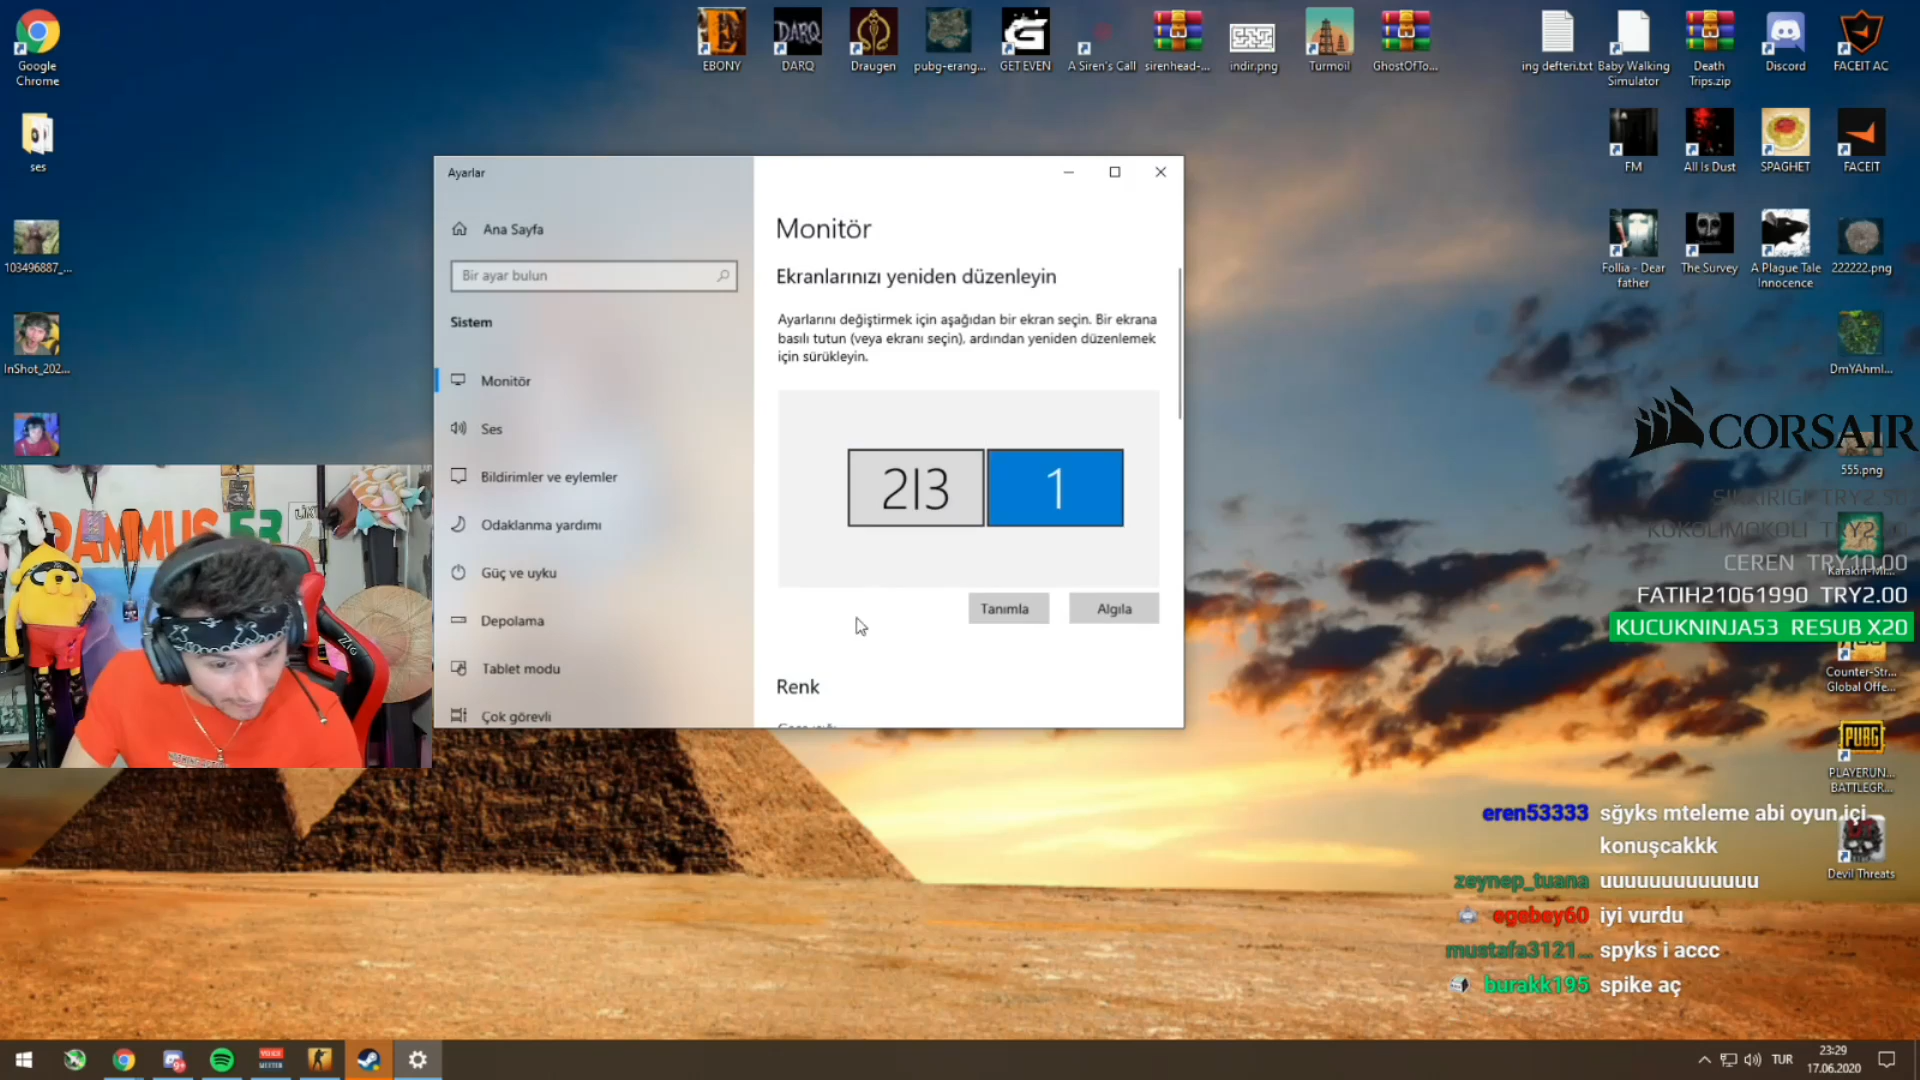 Google
Chrome
ses
103496887_...
InShot_202...
EBONY
DARQ
DARQ
Draugen
pubg-erang...
GET EVEN
A Siren's Call
sirenhead-...
indir.png
Turmoil
GhostOfTo...
ing defteri.txt
Baby Walking
Simulator
Death
Trips.zip
Discord
FACEIT AC
FM
All Is Dust
SPAGHET
FACEIT
Follia - Dear
father
The Survey
A Plague Tale
Innocence
222222.png
DmYAhmI...
CORSAIR
555.png
KOKOLIMOKOLI
CEREN TRY10.00
FATIH21061990 TRY2.00
KUCUKNINJA53 RESUB X20
Counter-Str...
Global Offe...
PUBG
PLAYERUN...
BATTLEGR...
Devil Threats
Ayarlar
Ana Sayfa
Bir ayar bulun
Sistem
Monitör
Ses
Bildirimler ve eylemler
Odaklanma yardımı
Güç ve uyku
Depolama
Tablet modu
Çok görevli
Monitör
Ekranlarınızı yeniden düzenleyin
Ayarlarını değiştirmek için aşağıdan bir ekran seçin. Bir ekrana
basılı tutun (veya ekranı seçin), ardından yeniden düzenlemek
için sürükleyin.
2|3
1
Tanımla
Algıla
Renk
eren53333 sğyks mteleme abi oyun içi
konuşcakkk
zeynep_tuana uuuuuuuuuuuuu
egebey60 iyi vurdu
mustafa3121... spyks i accc
burakk195 spike aç
TUR
23:29
17.06.2020